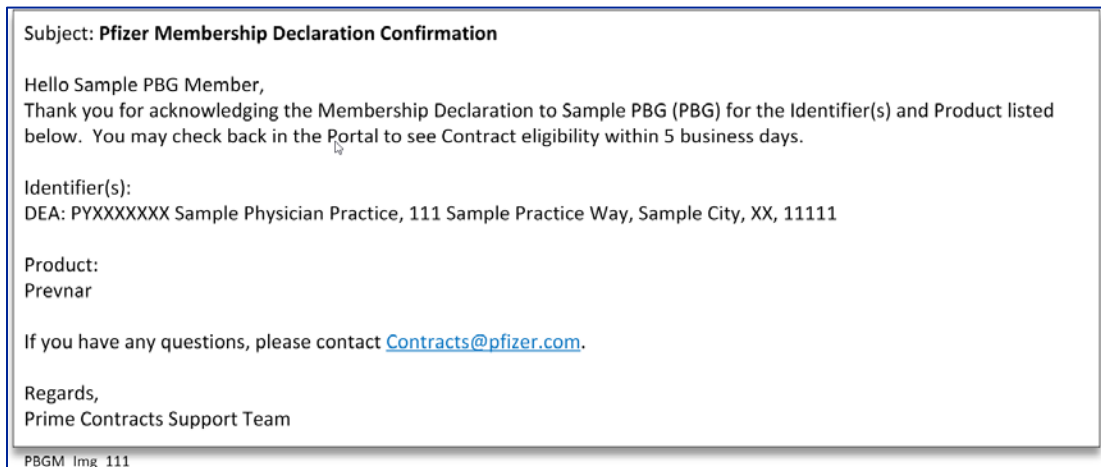 Subject: Pfizer Membership Declaration Confirmation
Hello Sample PBG Member,
Thank you for acknowledging the Membership Declaration to Sample PBG (PBG) for the Identifier(s) and Product listed
below. You may check back in the Portal to see Contract eligibility within 5 business days.
Identifier(s):
DEA: PYXXXXXXX Sample Physician Practice, 111 Sample Practice Way, Sample City, XX, 11111
Product:
Prevnar
If you have any questions, please contact Contracts@pfizer.com.
Regards,
Prime Contracts Support Team
PBGM_Img_111